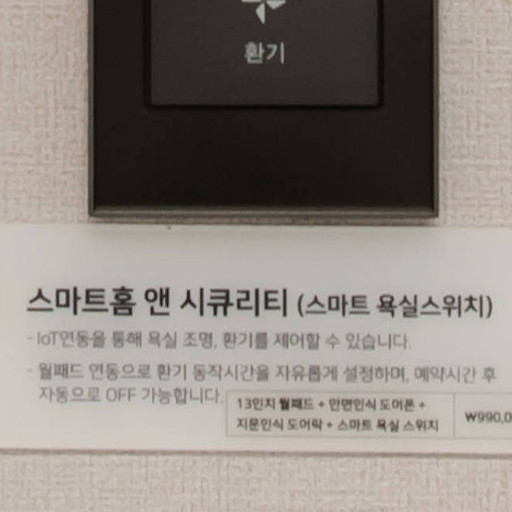 환기
스마트홈 앤 시큐리티 (스마트 욕실스위치)
- IoT연동을 통해 욕실 조명, 환기를 제어할 수 있습니다.
- 월패드 연동으로 환기 동작시간을 자유롭게 설정하며, 예약시간 후
자동으로 OFF 가능합니다.
13인치 월패드 + 안면인식 도어폰 +
지문인식 도어락 + 스마트 욕실 스위치
₩990,0